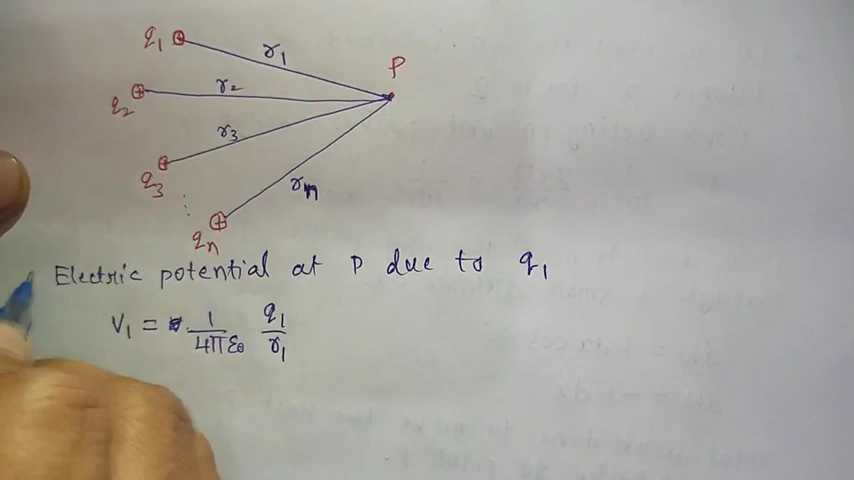 q1
r1
P
r2
q2
r3
q3
rn
qn
Electric potential at P due to q1
V1 = 1/4πε0 q1/r1